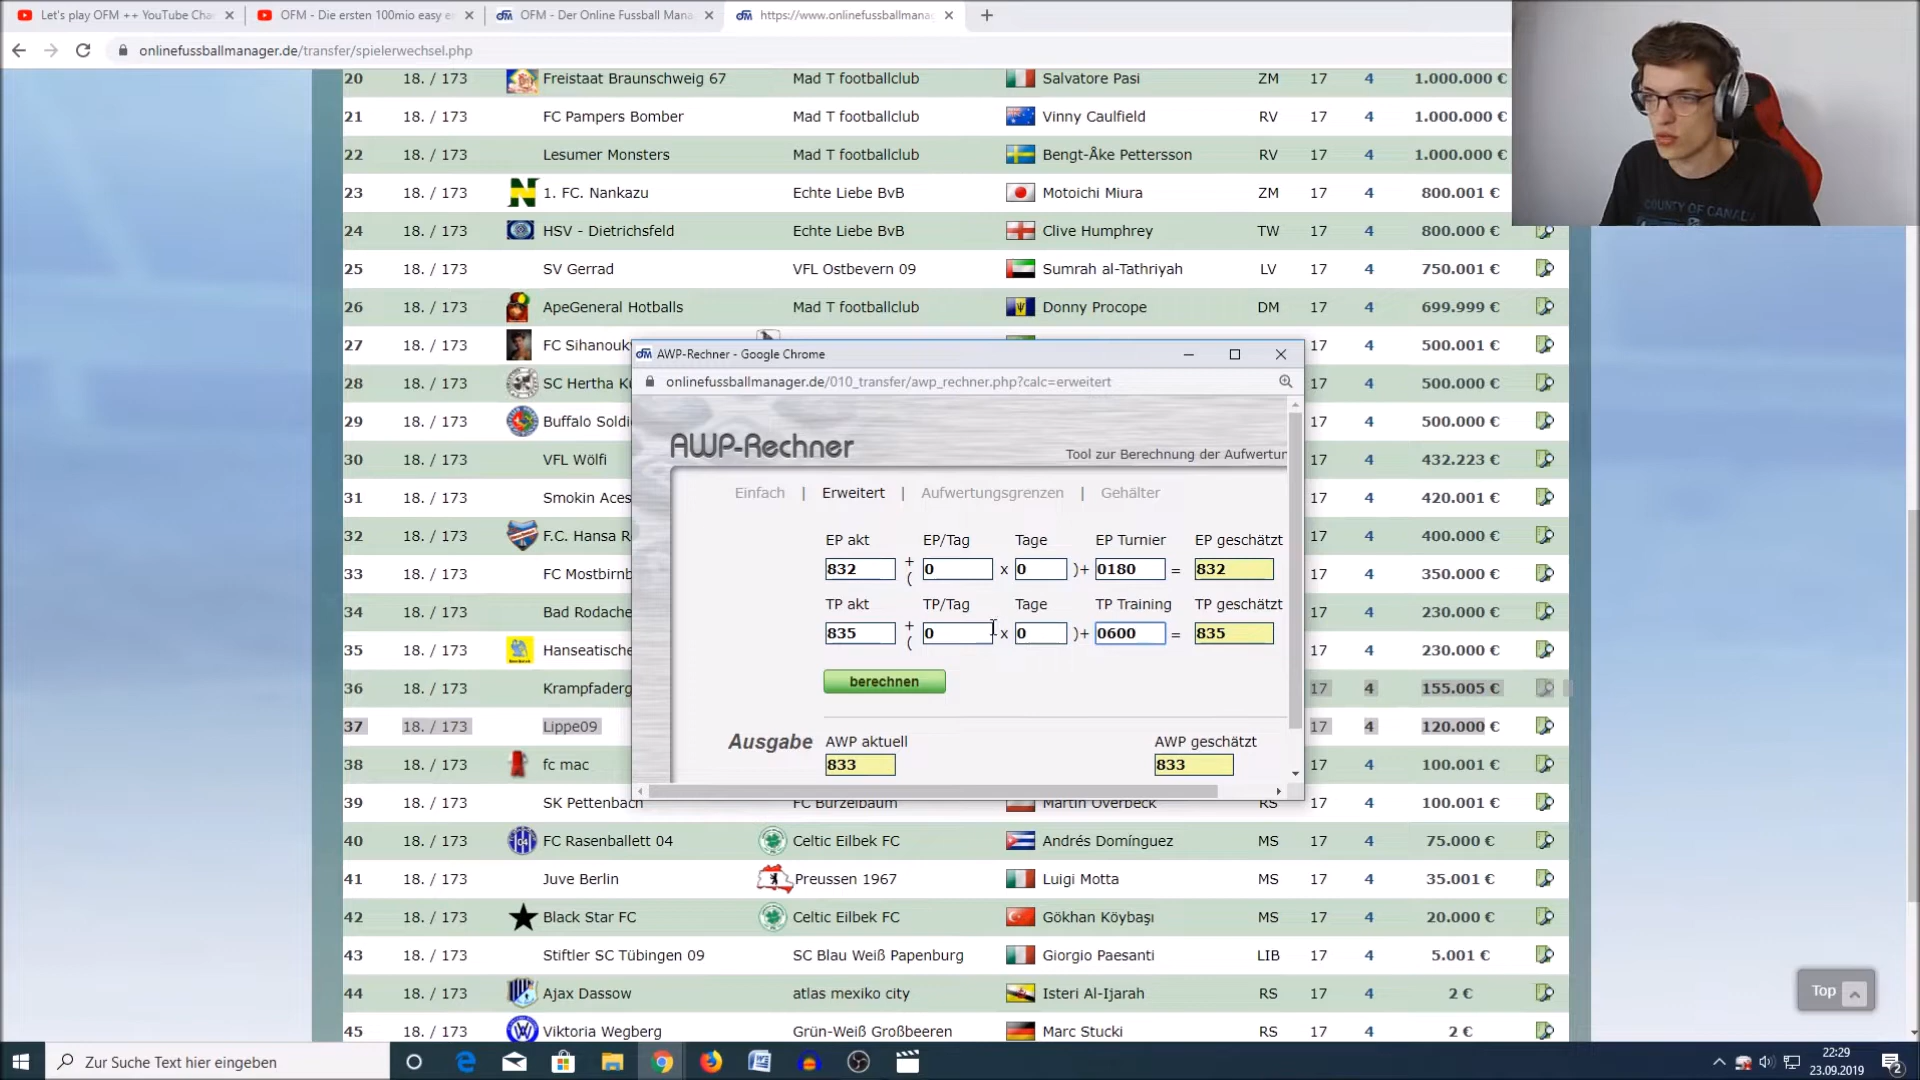 Let's play OFM ++ YouTube Cha
OFM - Die ersten 100mio easy e
OFM - Der Online Fussball Mana
https://www.onlinefussballmanag
onlinefussballmanager.de/transfer/spielerwechsel.php
20 18. / 173 Freistaat Braunschweig 67 Mad T footballclub Salvatore Pasi ZM 17 4 1.000.000 €
21 18. / 173 FC Pampers Bomber Mad T footballclub Vinny Caulfield RV 17 4 1.000.000 €
22 18. / 173 Lesumer Monsters Mad T footballclub Bengt-Åke Pettersson RV 17 4 1.000.000 €
23 18. / 173 1. FC. Nankazu Echte Liebe BvB Motoichi Miura ZM 17 4 800.001 €
24 18. / 173 HSV - Dietrichsfeld Echte Liebe BvB Clive Humphrey TW 17 4 800.000 €
25 18. / 173 SV Gerrad VFL Ostbevern 09 Sumrah al-Tathriyah LV 17 4 750.001 €
26 18. / 173 ApeGeneral Hotballs Mad T footballclub Donny Procope DM 17 4 699.999 €
27 18. / 173 FC Sihanouk 17 4 500.001 €
28 18. / 173 SC Hertha K 17 4 500.000 €
29 18. / 173 Buffalo Soldi 17 4 500.000 €
30 18. / 173 VFL Wölfi 17 4 432.223 €
31 18. / 173 Smokin Aces 17 4 420.001 €
32 18. / 173 F.C. Hansa R 17 4 400.000 €
33 18. / 173 FC Mostbirnb 17 4 350.000 €
34 18. / 173 Bad Rodache 17 4 230.000 €
35 18. / 173 Hanseatische 17 4 230.000 €
36 18. / 173 Krampfaderg 17 4 155.005 €
37 18. / 173 Lippe09 17 4 120.000 €
38 18. / 173 fc mac 17 4 100.001 €
39 18. / 173 SK Pettenbach FC Burzelbaum Martin Overbeck RS 17 4 100.001 €
40 18. / 173 FC Rasenballett 04 Celtic Eilbek FC Andrés Domínguez MS 17 4 75.000 €
41 18. / 173 Juve Berlin Preussen 1967 Luigi Motta MS 17 4 35.001 €
42 18. / 173 Black Star FC Celtic Eilbek FC Gökhan Köybaşı MS 17 4 20.000 €
43 18. / 173 Stiftler SC Tübingen 09 SC Blau Weiß Papenburg Giorgio Paesanti LIB 17 4 5.001 €
44 18. / 173 Ajax Dassow atlas mexiko city Isteri Al-Ijarah RS 17 4 2 €
45 18. / 173 Viktoria Wegberg Grün-Weiß Großbeeren Marc Stucki RS 17 4 2 €
AWP-Rechner - Google Chrome
onlinefussballmanager.de/010_transfer/awp_rechner.php?calc=erweitert
AWP-Rechner
Tool zur Berechnung der Aufwertun
Einfach | Erweitert | Aufwertungsgrenzen | Gehälter
EP akt EP/Tag Tage EP Turnier EP geschätzt
832 + ( 0 x 0 )+ 0180 = 832
TP akt TP/Tag Tage TP Training TP geschätzt
835 + ( 0 x 0 )+ 0600 = 835
berechnen
Ausgabe AWP aktuell AWP geschätzt
833 833
COUNTY OF CANADA
Top
Zur Suche Text hier eingeben
22:29
23.09.2019
2